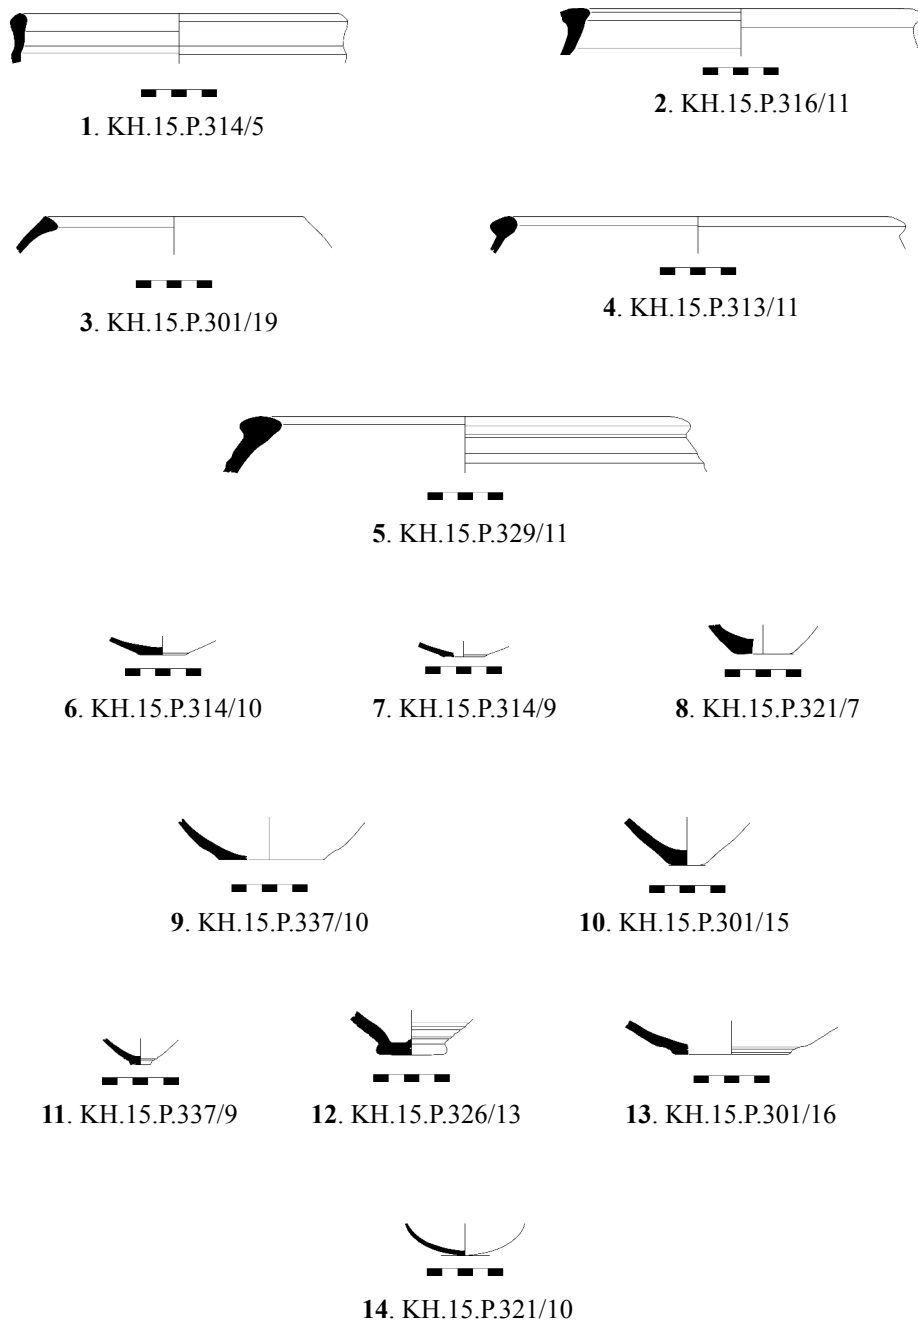 1. KH.15.P.314/5
2. KH.15.P.316/11
3. KH.15.P.301/19
4. KH.15.P.313/11
5. KH.15.P.329/11
6. KH.15.P.314/10
7. KH.15.P.314/9
8. KH.15.P.321/7
9. KH.15.P.337/10
10. KH.15.P.301/15
11. KH.15.P.337/9
12. KH.15.P.326/13
13. KH.15.P.301/16
14. KH.15.P.321/10